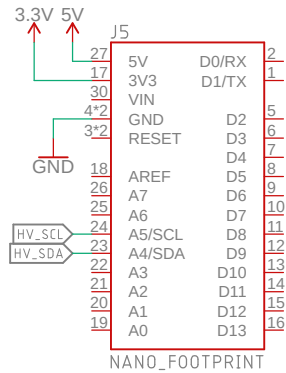 3.3V 5V
J5
27 5V D0/RX 2
17 3V3 D1/TX 1
30 VIN
4*2 GND D2 5
3*2 RESET D3 6
D4 7
18 AREF D5 8
26 A7 D6 9
25 A6 D7 10
HV_SCL 24 A5/SCL D8 11
HV_SDA 23 A4/SDA D9 12
22 A3 D10 13
21 A2 D11 14
20 A1 D12 15
19 A0 D13 16
GND
NANO_FOOTPRINT